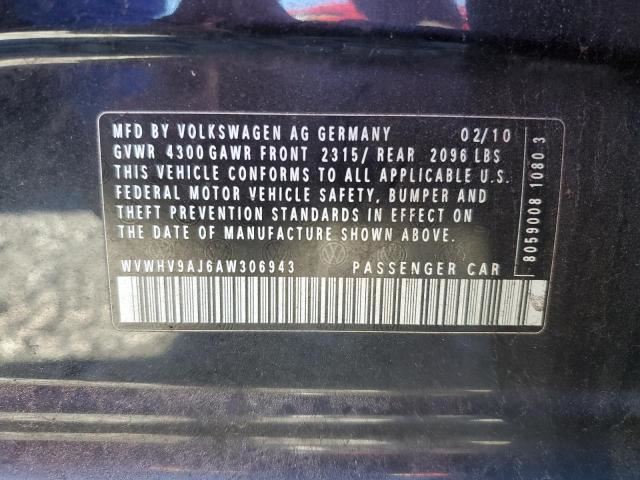 MFD BY VOLKSWAGEN AG GERMANY 02/10
GVWR 4300 GAWR FRONT 2315/ REAR 2096 LBS
THIS VEHICLE CONFORMS TO ALL APPLICABLE U.S.
FEDERAL MOTOR VEHICLE SAFETY, BUMPER AND
THEFT PREVENTION STANDARDS IN EFFECT ON
THE DATE OF MANUFACTURE SHOWN ABOVE.
WVWHV9AJ6AW306943 PASSENGER CAR
8059008 1080 3